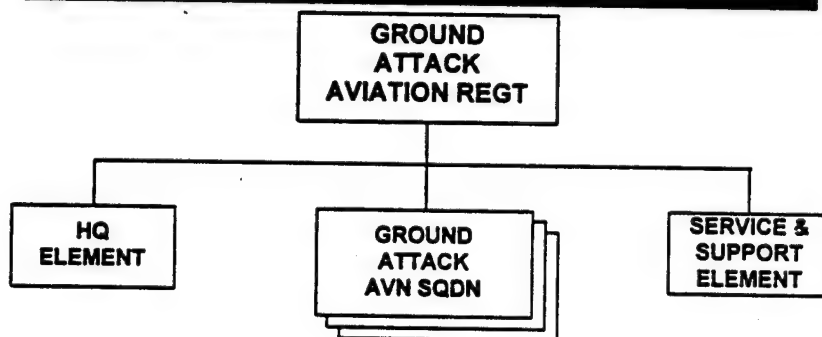 GROUND
ATTACK
AVIATION REGT
HQ
ELEMENT
GROUND
ATTACK
AVN SQDN
SERVICE &
SUPPORT
ELEMENT